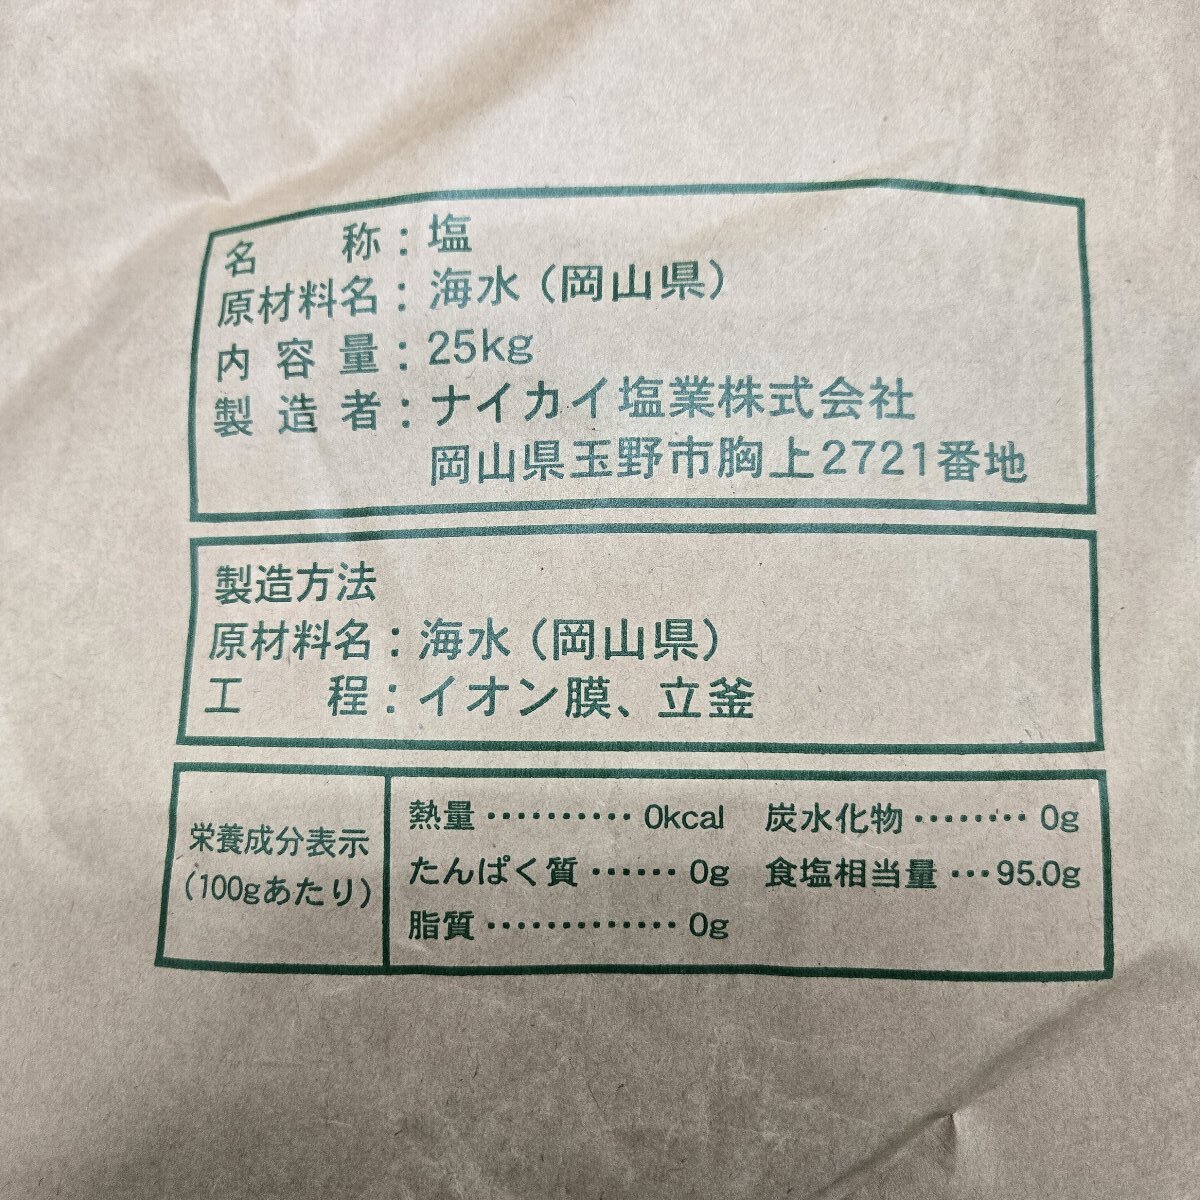 名　　称：塩
原材料名：海水（岡山県）
内 容 量：25kg
製 造 者：ナイカイ塩業株式会社
岡山県玉野市胸上2721番地
製造方法
原材料名：海水（岡山県）
工　　程：イオン膜、立釜
栄養成分表示
（100gあたり）
熱量 ･･････････ 0kcal　炭水化物 ･･･････ 0g
たんぱく質 ･･････ 0g　食塩相当量 ･･･ 95.0g
脂質 ･････････････ 0g